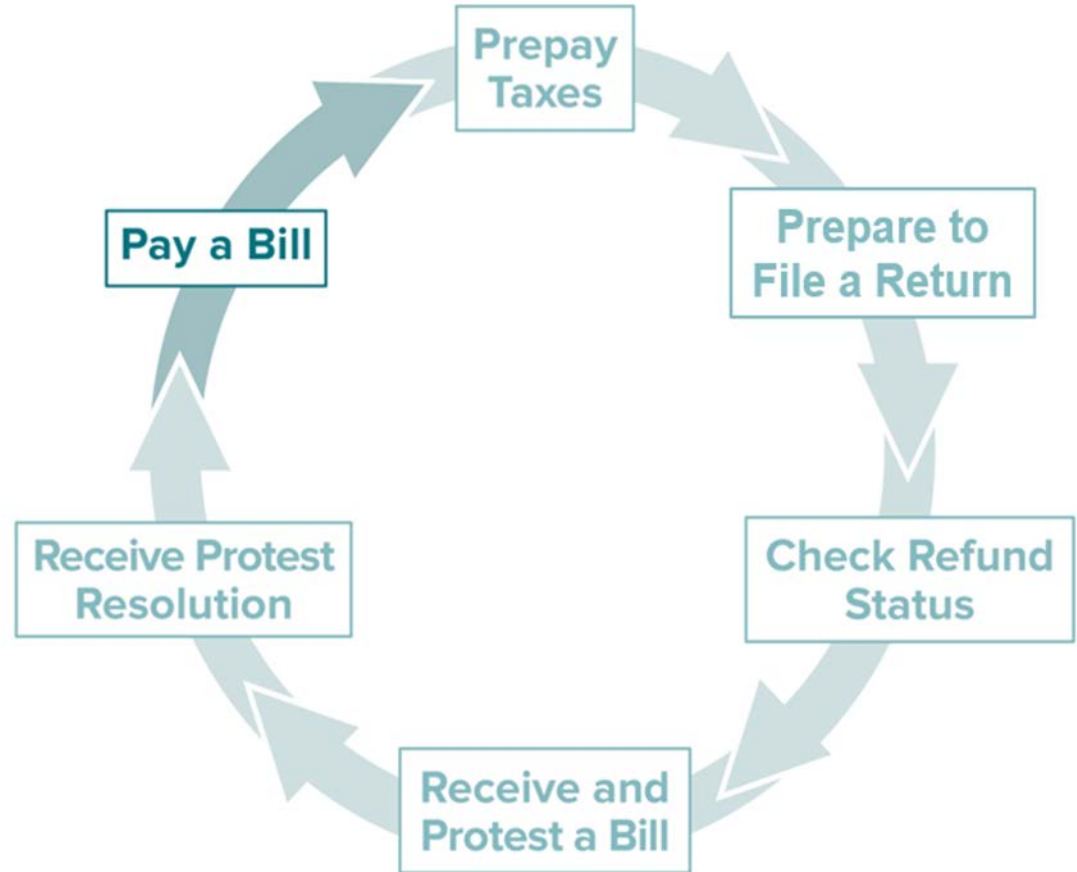 Prepay
Taxes
Prepare to
File a Return
Check Refund
Status
Receive and
Protest a Bill
Receive Protest
Resolution
Pay a Bill